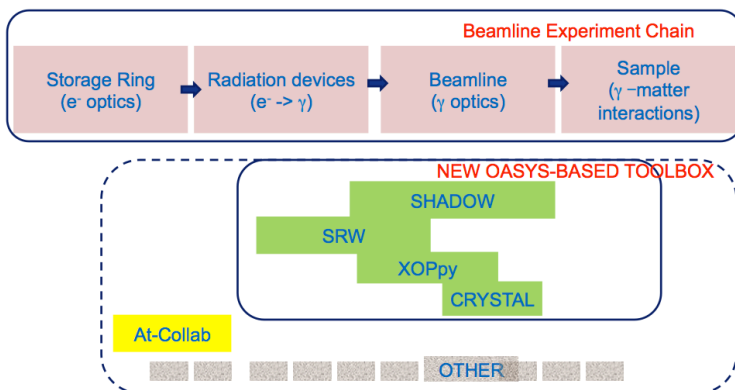 Beamline Experiment Chain
Storage Ring
(e- optics)
Radiation devices
(e- -> γ)
Beamline
(γ optics)
Sample
(γ –matter
interactions)
NEW OASYS-BASED TOOLBOX
SHADOW
SRW
XOPpy
CRYSTAL
At-Collab
OTHER